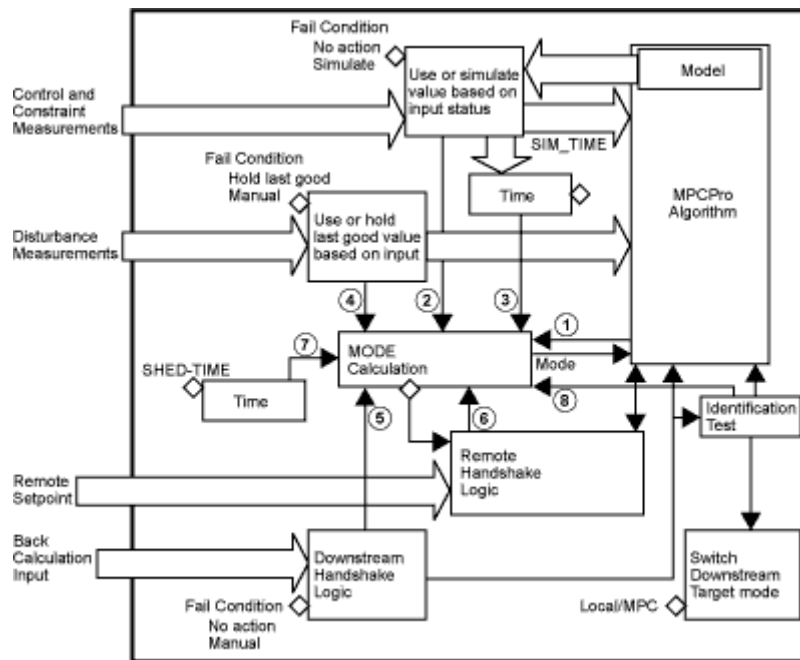 Fail Condition
No action
Simulate
Use or simulate
value based on
input status
Model
Control and
Constraint
Measurements
SIM_TIME
Fail Condition
Hold last good
Manual
Time
MPCPro
Algorithm
Use or hold
last good value
based on input
Disturbance
Measurements
4
2
3
1
7
MODE
Calculation
Mode
SHED-TIME
Time
5
6
8
Identification
Test
Remote
Handshake
Logic
Remote
Setpoint
Back
Calculation
Input
Downstream
Handshake
Logic
Switch
Downstream
Target mode
Fail Condition
No action
Manual
Local/MPC